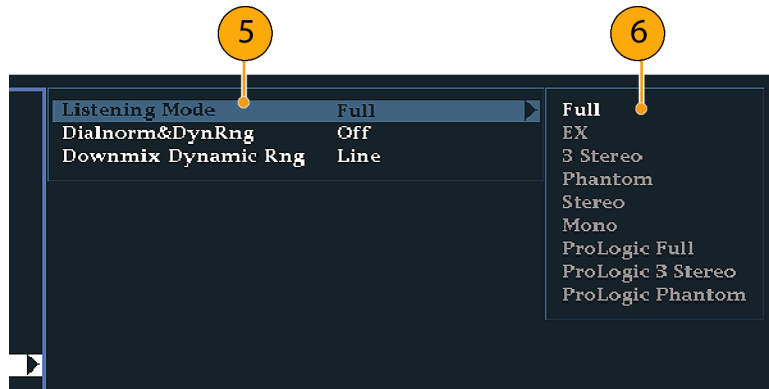 5
6
Listening Mode Full
Dialnorm&DynRng Off
Downmix Dynamic Rng Line
Full
EX
3 Stereo
Phantom
Stereo
Mono
ProLogic Full
ProLogic 3 Stereo
ProLogic Phantom